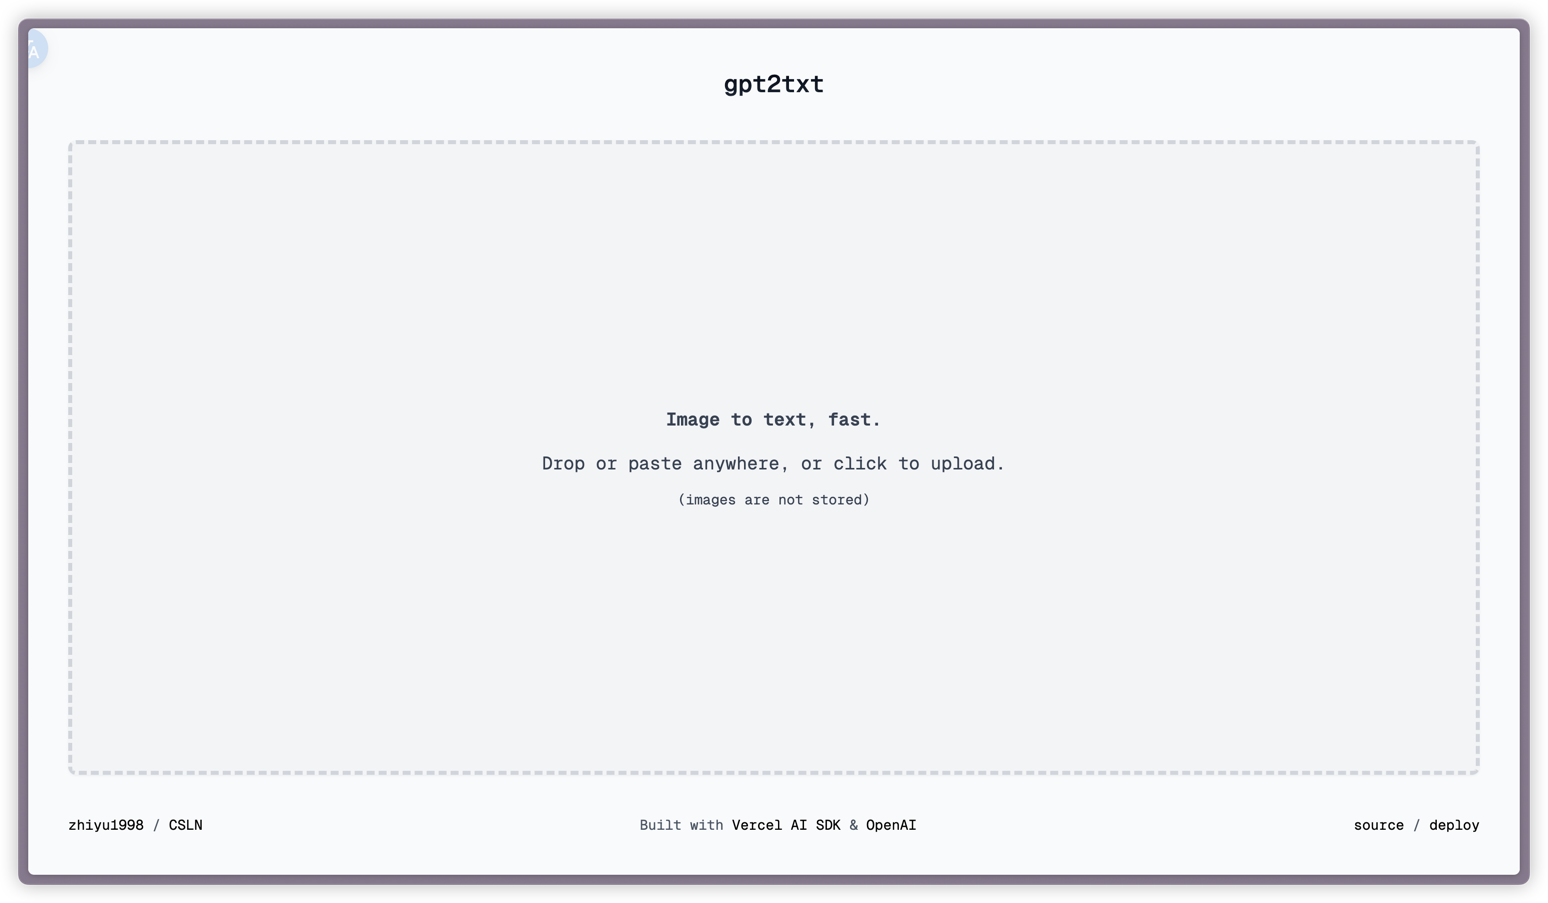 gpt2txt
Image to text, fast.
Drop or paste anywhere, or click to upload.
(images are not stored)
zhiyu1998 / CSLN
Built with Vercel AI SDK & OpenAI
source / deploy